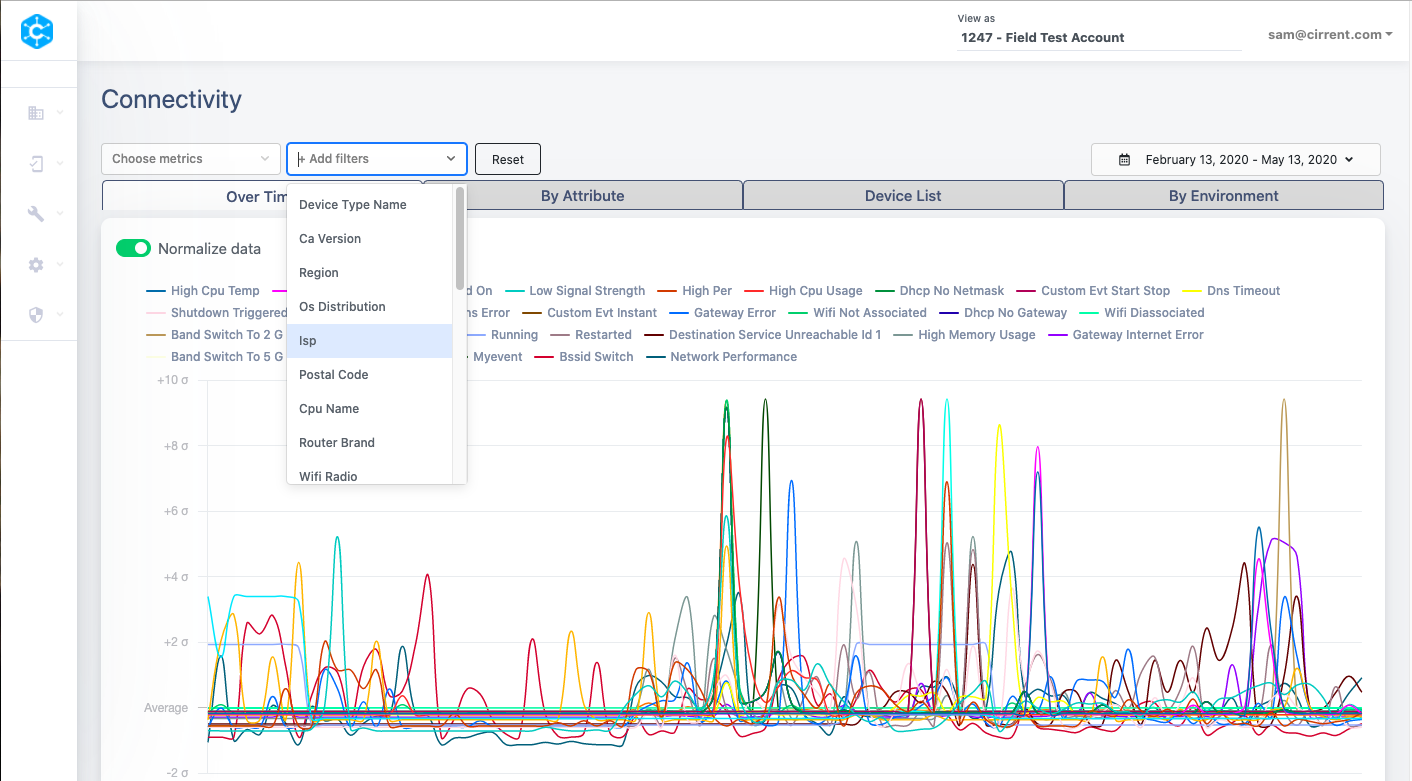 View as
1247 - Field Test Account
sam@cirrent.com
Connectivity
Choose metrics
+ Add filters
Reset
February 13, 2020 - May 13, 2020
Over Tim
By Attribute
Device List
By Environment
Device Type Name
Ca Version
Region
Os Distribution
Isp
Postal Code
Cpu Name
Router Brand
Wifi Radio
Normalize data
High Cpu Temp d On Low Signal Strength High Per High Cpu Usage Dhcp No Netmask Custom Evt Start Stop Dns Timeout
Shutdown Triggered ns Error Custom Evt Instant Gateway Error Wifi Not Associated Dhcp No Gateway Wifi Diassociated
Band Switch To 2 G Running Restarted Destination Service Unreachable Id 1 High Memory Usage Gateway Internet Error
Band Switch To 5 G Myevent Bssid Switch Network Performance
+10 σ
+8 σ
+6 σ
+4 σ
+2 σ
Average
-2 σ